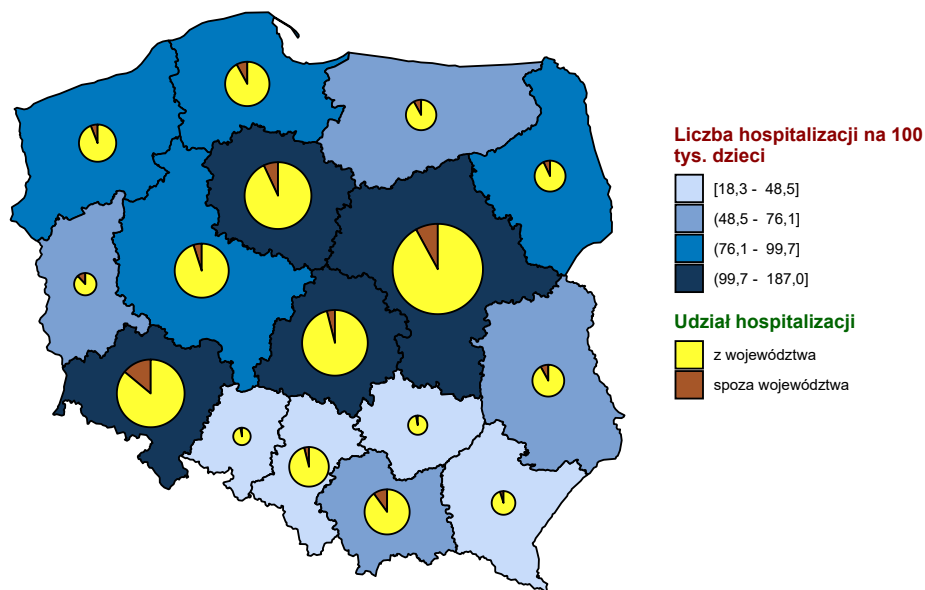 Liczba hospitalizacji na 100
tys. dzieci
[18,3 - 48,5]
(48,5 - 76,1]
(76,1 - 99,7]
(99,7 - 187,0]
Udział hospitalizacji
z województwa
spoza województwa